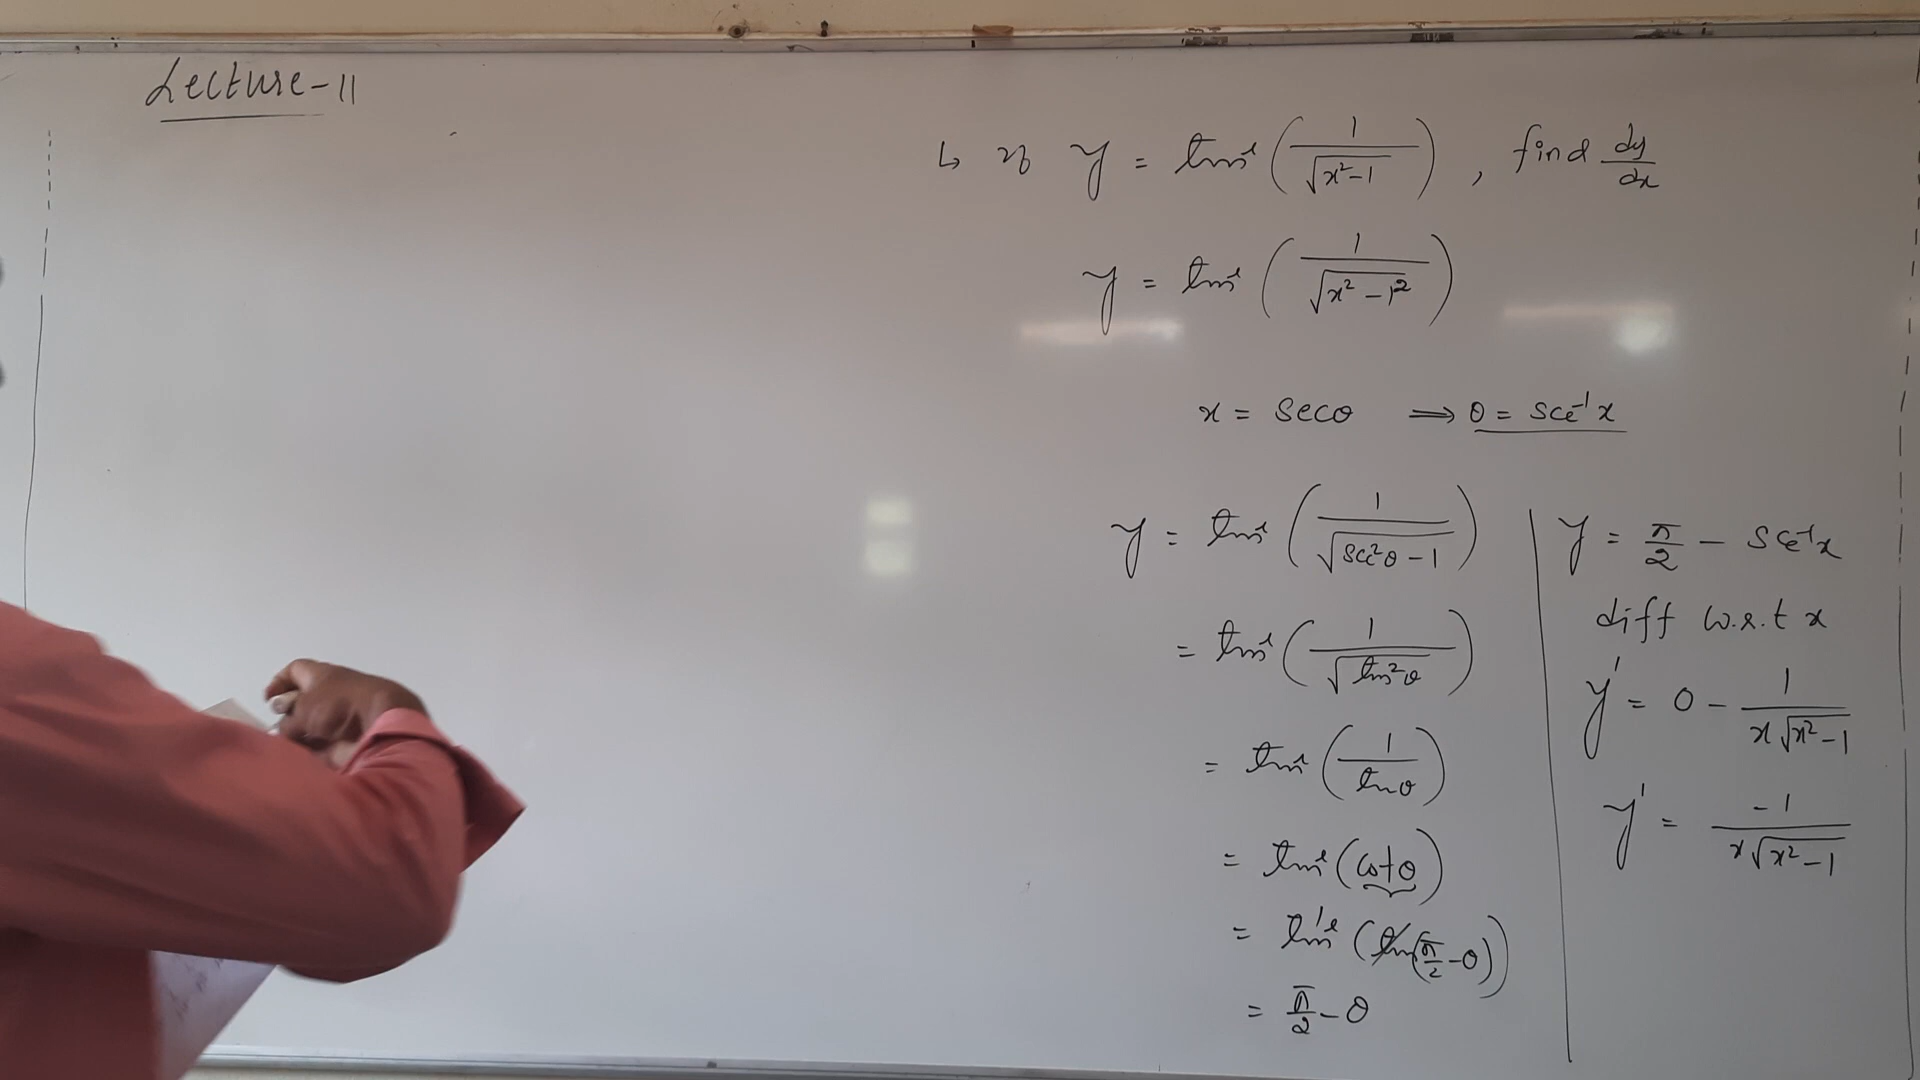 Lecture-11
↳ If y = tan⁻¹(1/√(x²-1)), find dy/dx
y = tan⁻¹(1/√(x²-1²))
x = secθ ⟹ θ = sec⁻¹x
y = tan⁻¹(1/√(sec²θ-1))
= tan⁻¹(1/√(tan²θ))
= tan⁻¹(1/tanθ)
= tan⁻¹(cotθ)
= tan⁻¹(tan(π/2-θ))
= π/2-θ
y = π/2 - sec⁻¹x
diff w.r.t x
y' = 0 - 1/(x√(x²-1))
y' = -1/(x√(x²-1))